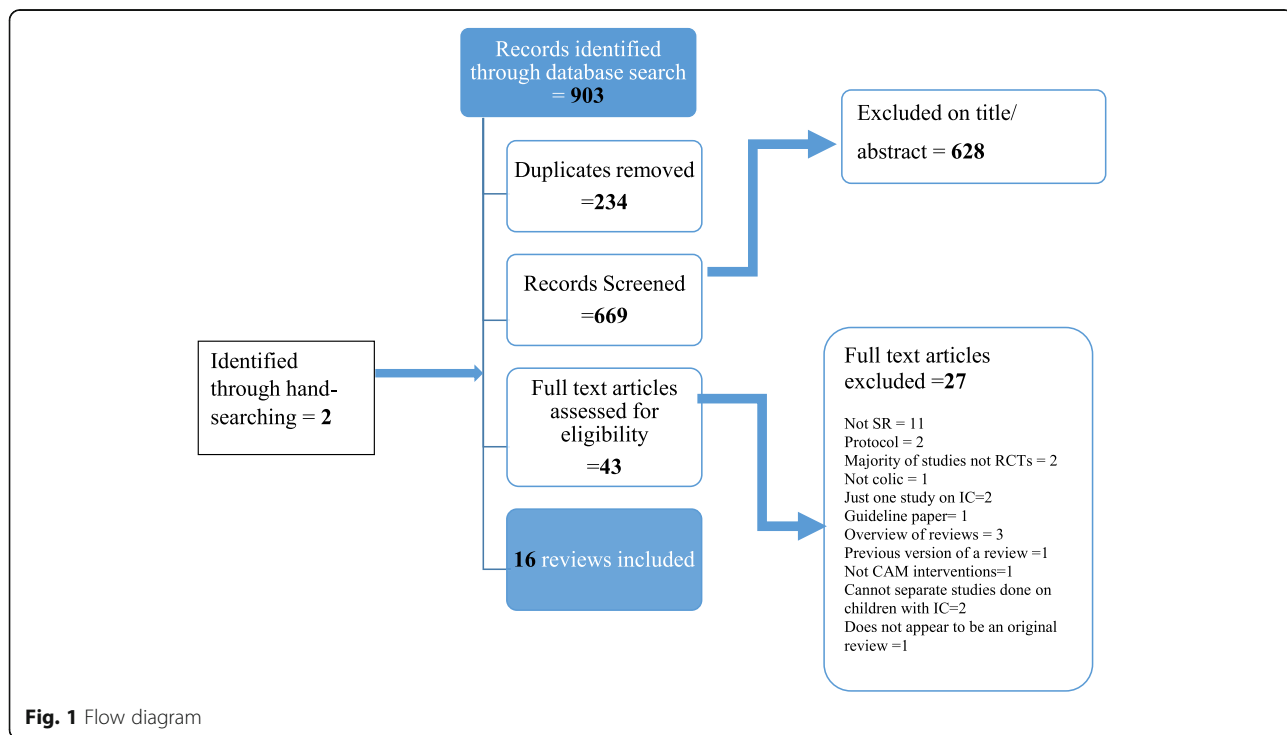 Records identified
through database search
= 903
Duplicates removed
=234
Records Screened
=669
Identified
through hand-
searching = 2
Full text articles
assessed for
eligibility
=43
16 reviews included
Excluded on title/
abstract = 628
Full text articles
excluded =27
Not SR = 11
Protocol = 2
Majority of studies not RCTs = 2
Not colic = 1
Just one study on IC=2
Guideline paper= 1
Overview of reviews = 3
Previous version of a review =1
Not CAM interventions=1
Cannot separate studies done on
children with IC=2
Does not appear to be an original
review =1
Fig. 1 Flow diagram